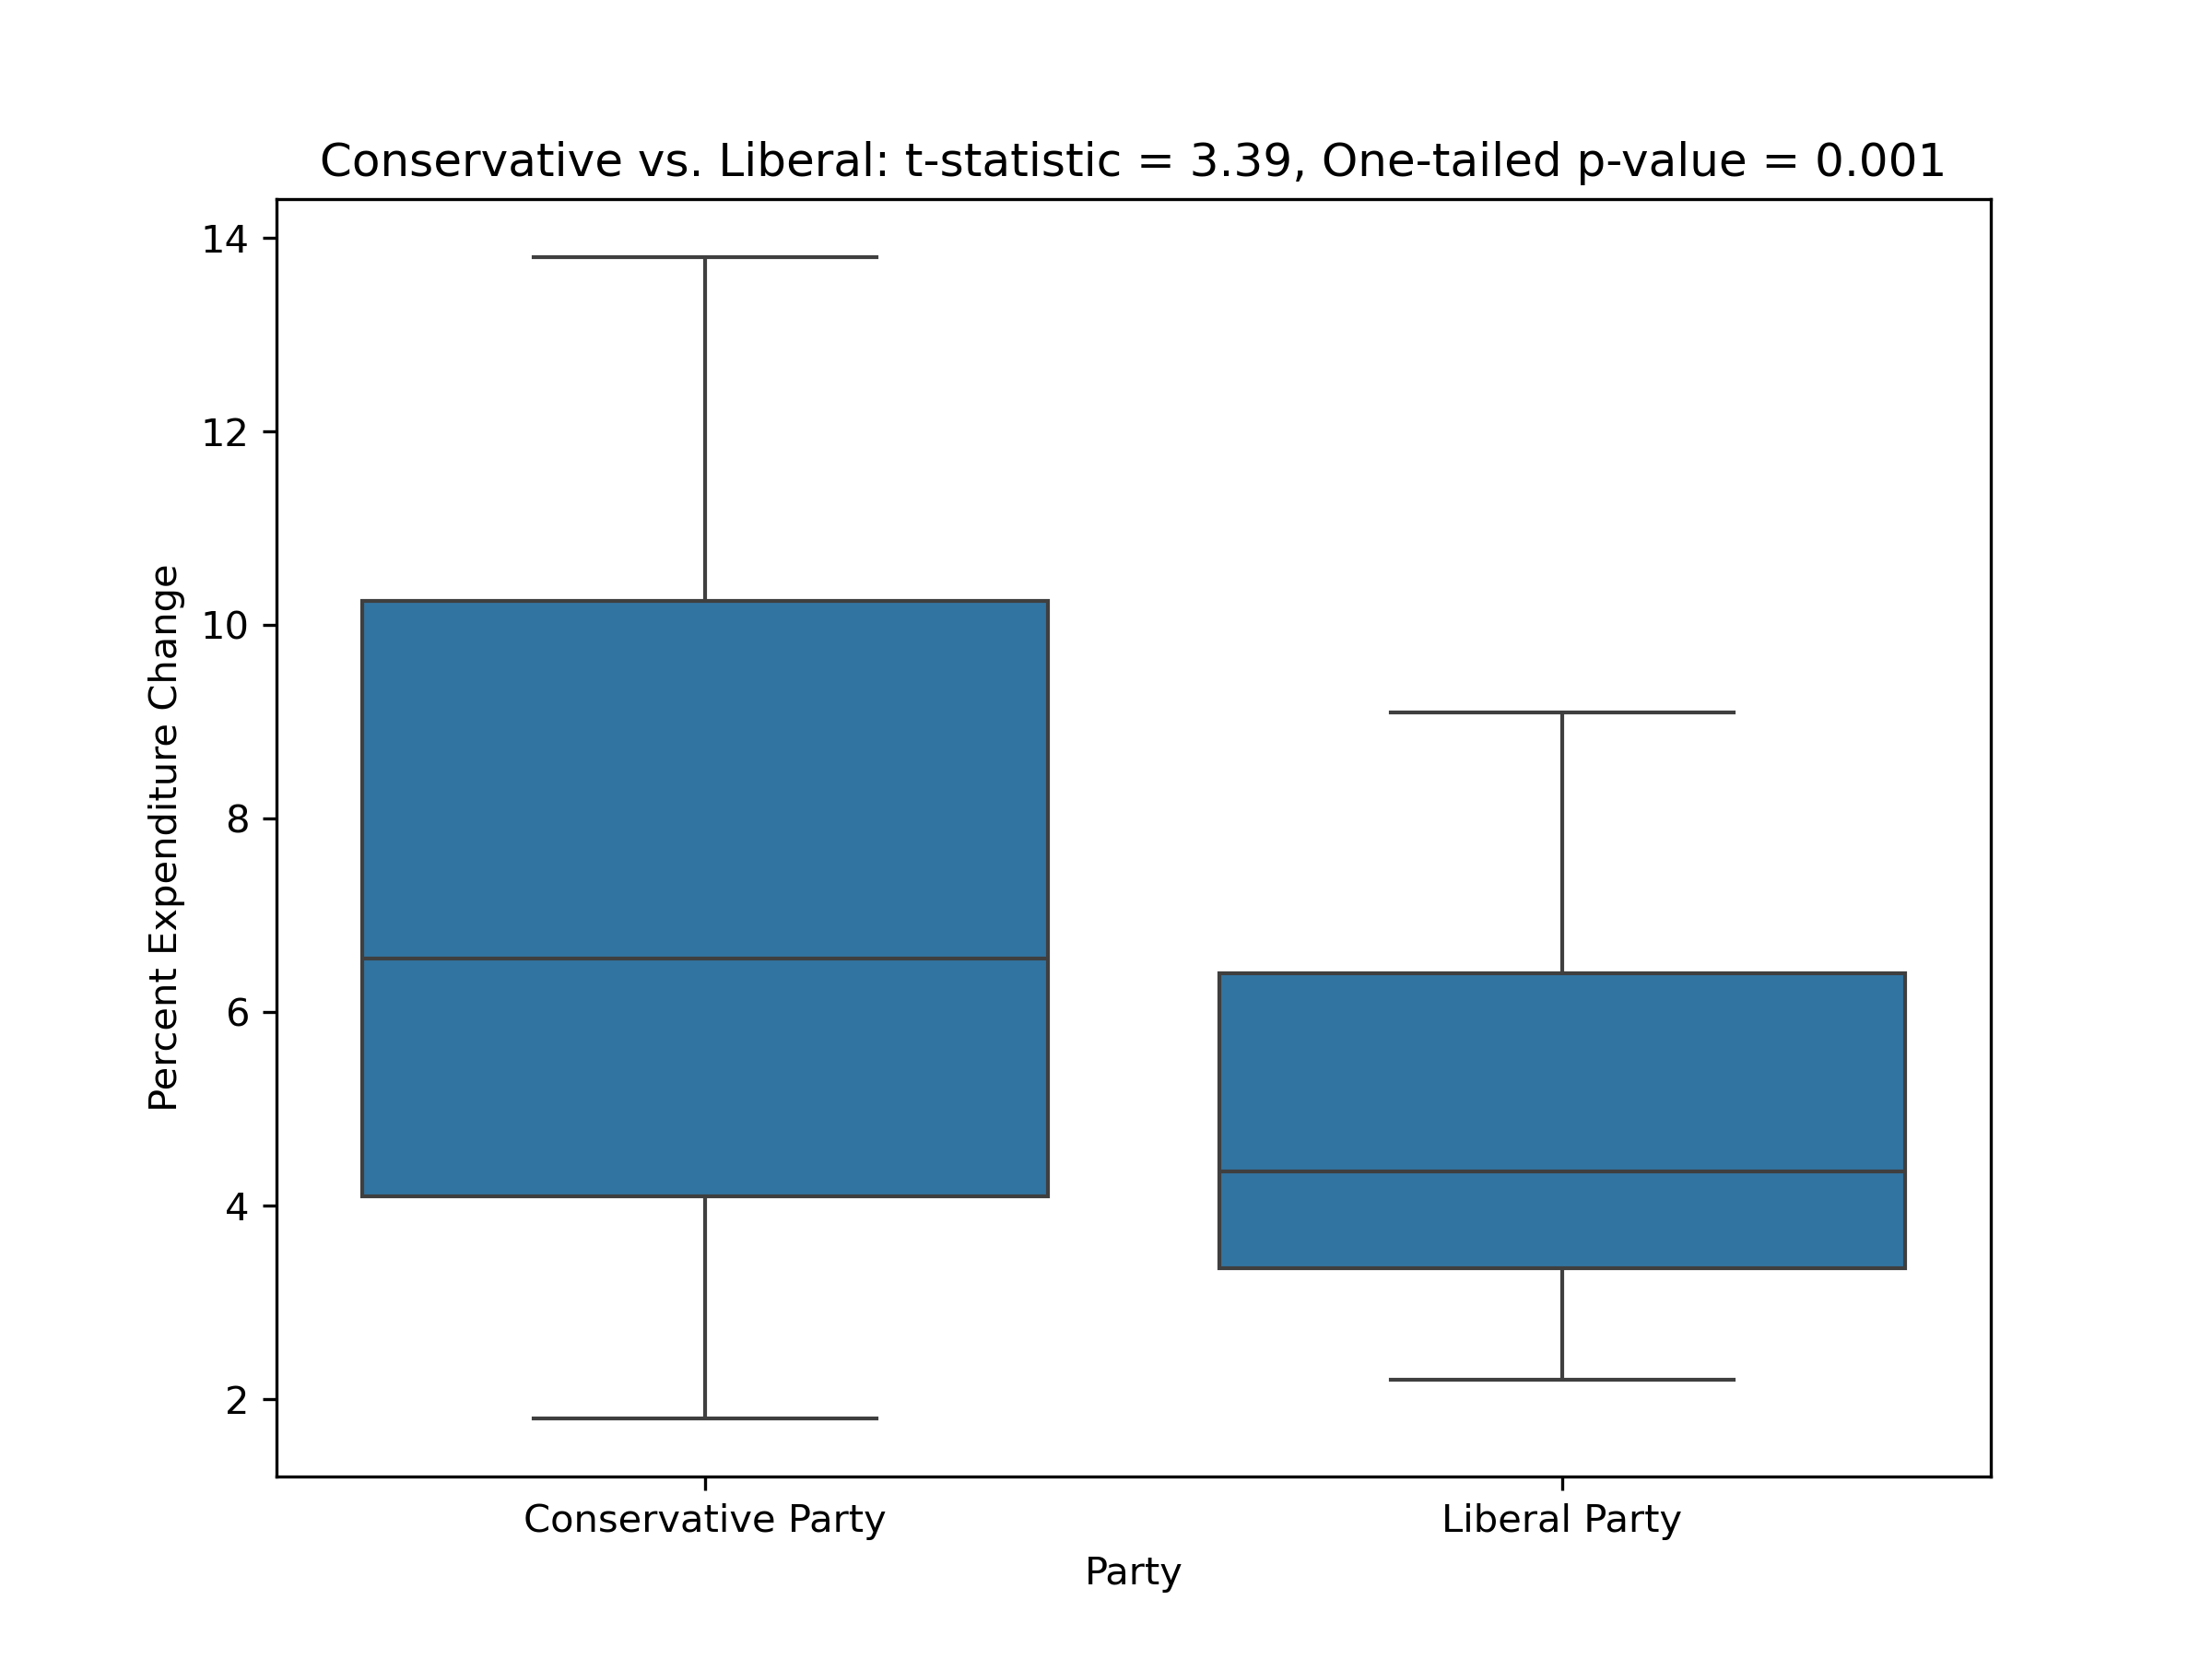 Conservative vs. Liberal: t-statistic = 3.39, One-tailed p-value = 0.001
14
12
10
8
6
4
2
Percent Expenditure Change
Conservative Party
Liberal Party
Party